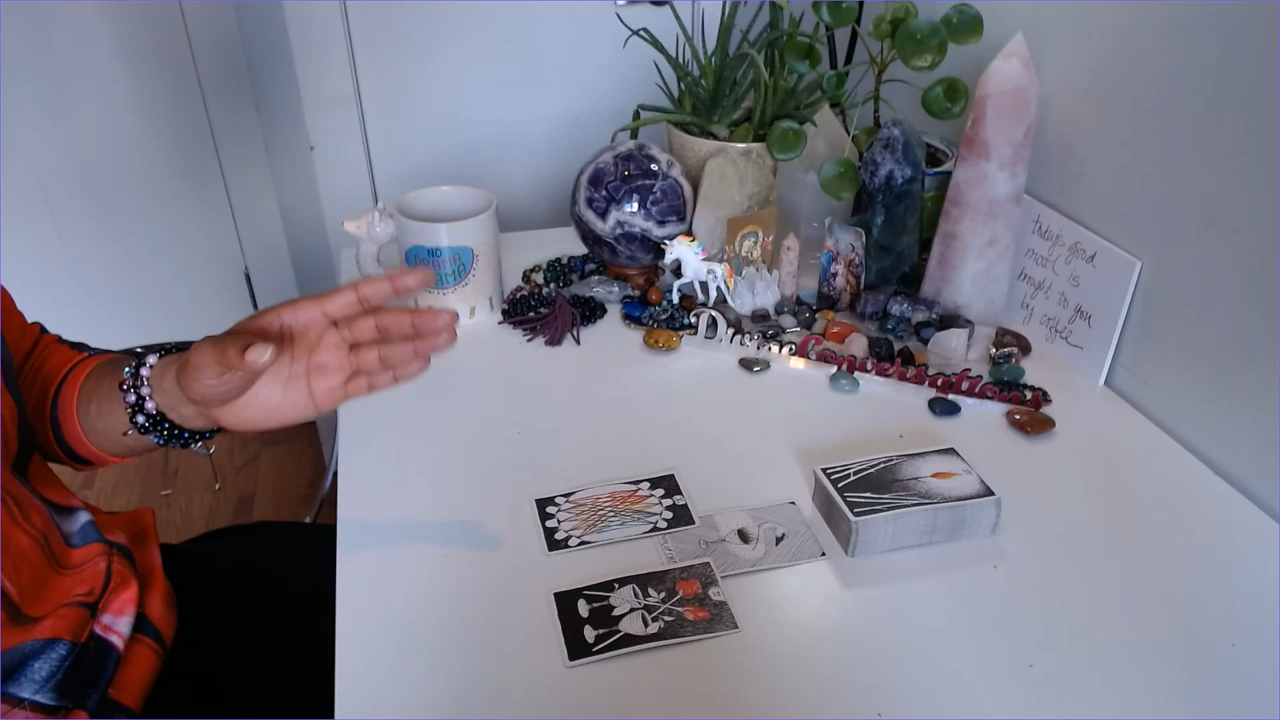 NO
DRAMA
Divine Conversations
today's good
mood is
brought to you
by coffee